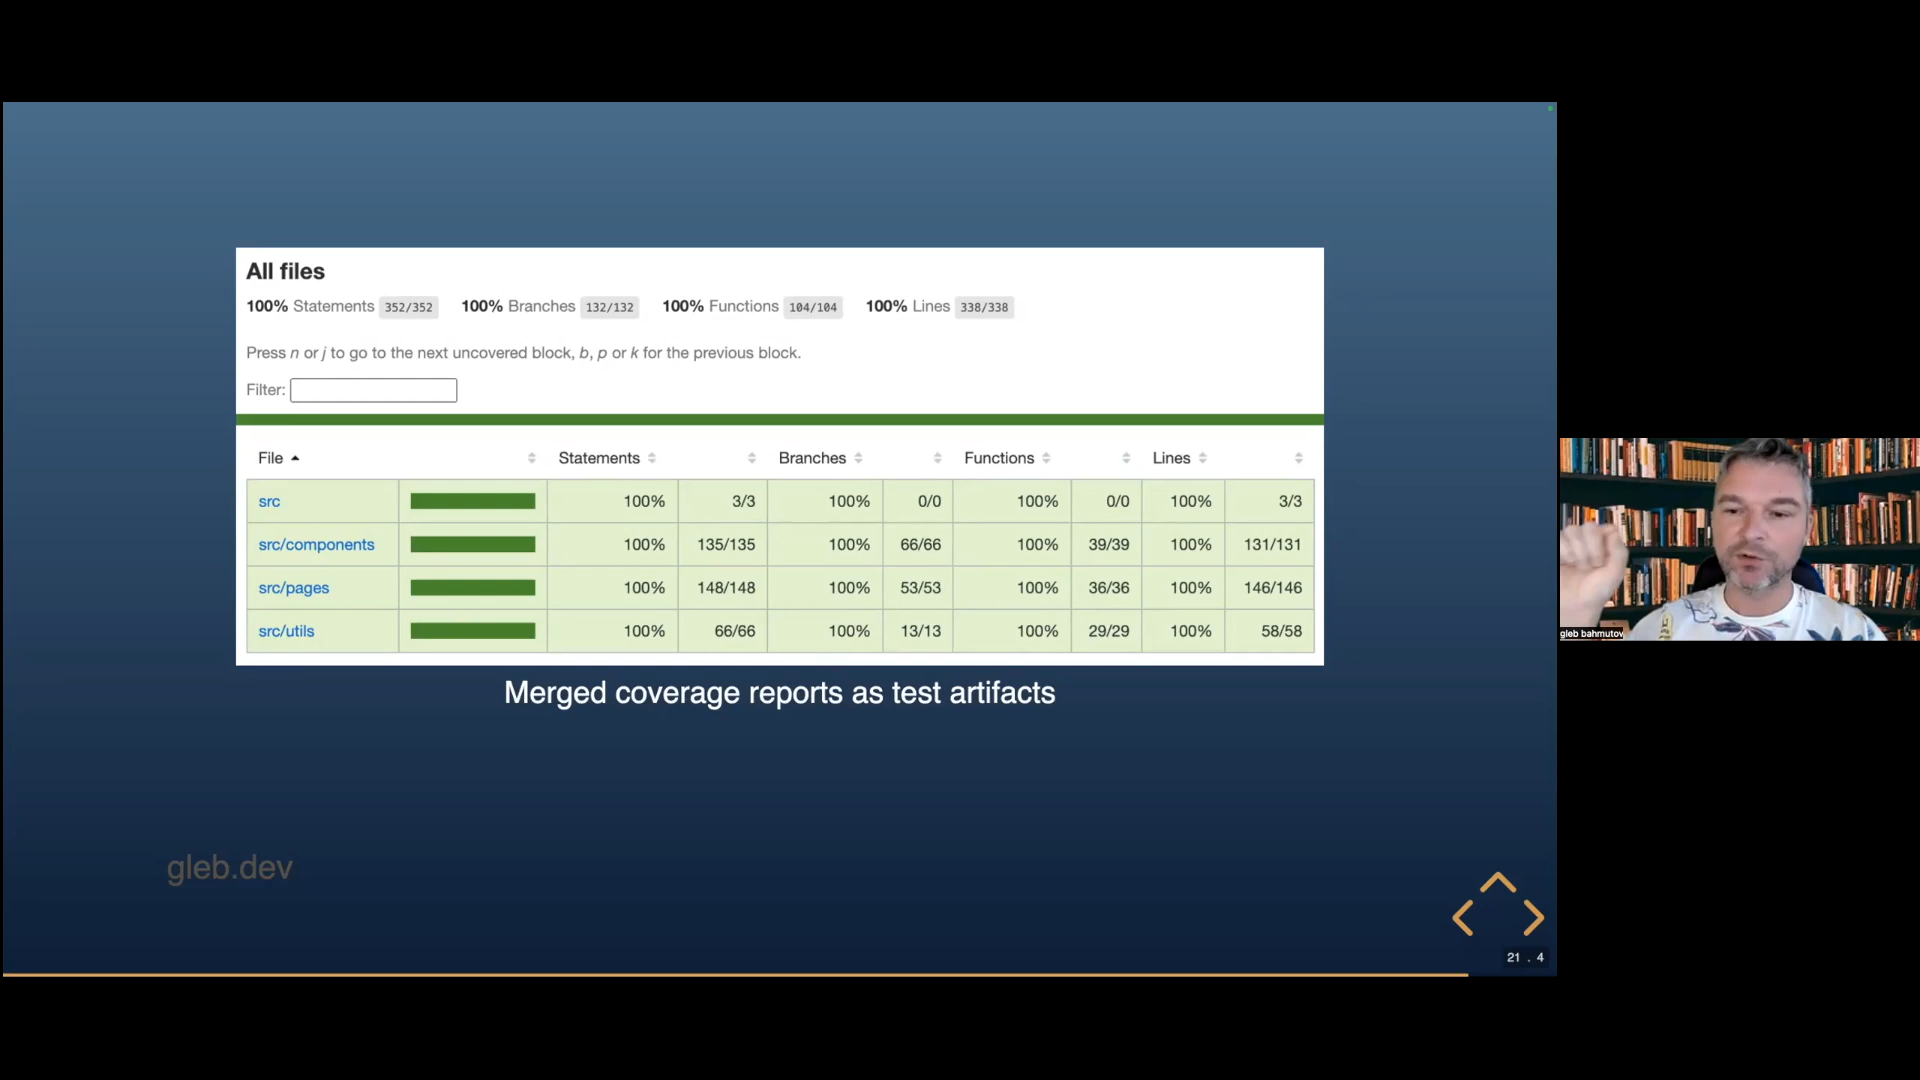 All files
100% Statements 352/352 100% Branches 132/132 100% Functions 104/104 100% Lines 338/338
Press n or j to go to the next uncovered block, b, p or k for the previous block.
Filter:
File Statements Branches Functions Lines
src 100% 3/3 100% 0/0 100% 0/0 100% 3/3
src/components 100% 135/135 100% 66/66 100% 39/39 100% 131/131
src/pages 100% 148/148 100% 53/53 100% 36/36 100% 146/146
src/utils 100% 66/66 100% 13/13 100% 29/29 100% 58/58
Merged coverage reports as test artifacts
gleb bahmutov
gleb.dev
21 . 4